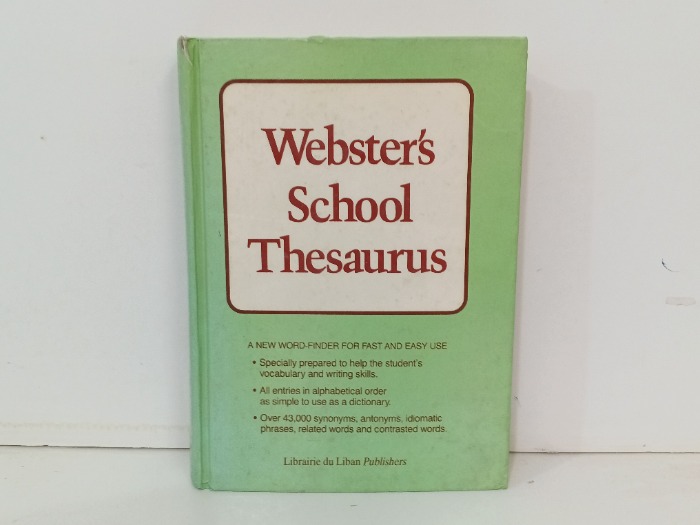 Webster's
School
Thesaurus
A NEW WORD-FINDER FOR FAST AND EASY USE
• Specially prepared to help the student's
vocabulary and writing skills.
• All entries in alphabetical order
as simple to use as a dictionary.
• Over 43,000 synonyms, antonyms, idiomatic
phrases, related words and contrasted words.
Librairie du Liban Publishers